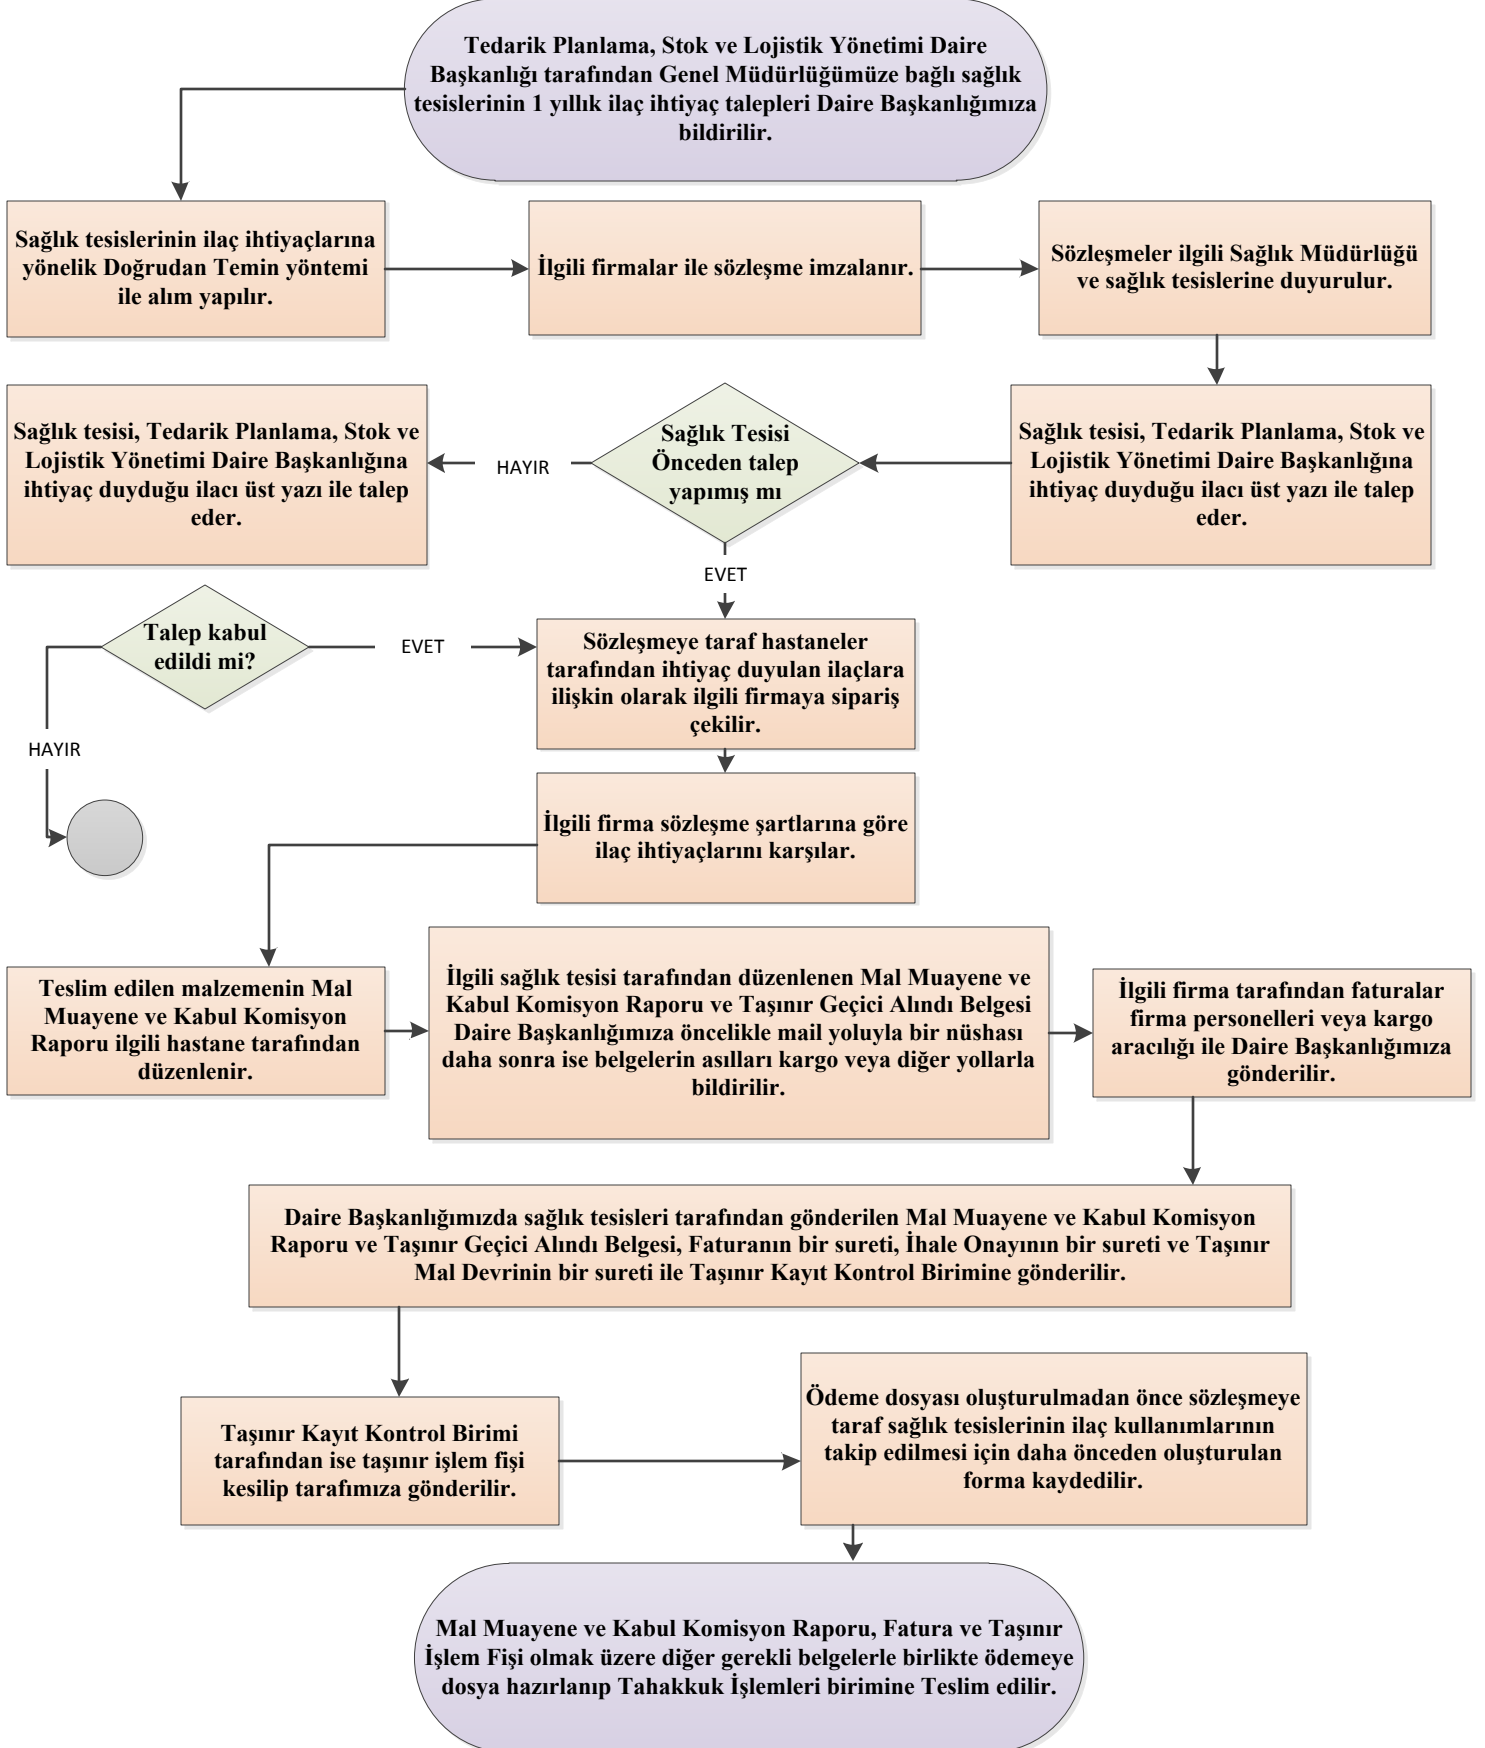 Tedarik Planlama, Stok ve Lojistik Yönetimi Daire
Başkanlığı tarafından Genel Müdürlüğümüze bağlı sağlık
tesislerinin 1 yıllık ilaç ihtiyaç talepleri Daire Başkanlığımıza
bildirilir.
Sağlık tesislerinin ilaç ihtiyaçlarına
yönelik Doğrudan Temin yöntemi
ile alım yapılır.
İlgili firmalar ile sözleşme imzalanır.
Sözleşmeler ilgili Sağlık Müdürlüğü
ve sağlık tesislerine duyurulur.
Sağlık tesisi, Tedarik Planlama, Stok ve
Lojistik Yönetimi Daire Başkanlığına
ihtiyaç duyduğu ilacı üst yazı ile talep
eder.
Sağlık Tesisi
Önceden talep
yapımış mı
HAYIR
Sağlık tesisi, Tedarik Planlama, Stok ve
Lojistik Yönetimi Daire Başkanlığına
ihtiyaç duyduğu ilacı üst yazı ile talep
eder.
EVET
Talep kabul
edildi mi?
EVET
HAYIR
Sözleşmeye taraf hastaneler
tarafından ihtiyaç duyulan ilaçlara
ilişkin olarak ilgili firmaya sipariş
çekilir.
İlgili firma sözleşme şartlarına göre
ilaç ihtiyaçlarını karşılar.
Teslim edilen malzemenin Mal
Muayene ve Kabul Komisyon
Raporu ilgili hastane tarafından
düzenlenir.
İlgili sağlık tesisi tarafından düzenlenen Mal Muayene ve
Kabul Komisyon Raporu ve Taşınır Geçici Alındı Belgesi
Daire Başkanlığımıza öncelikle mail yoluyla bir nüshası
daha sonra ise belgelerin asılları kargo veya diğer yollarla
bildirilir.
İlgili firma tarafından faturalar
firma personelleri veya kargo
aracılığı ile Daire Başkanlığımıza
gönderilir.
Daire Başkanlığımızda sağlık tesisleri tarafından gönderilen Mal Muayene ve Kabul Komisyon
Raporu ve Taşınır Geçici Alındı Belgesi, Faturanın bir sureti, İhale Onayının bir sureti ve Taşınır
Mal Devrinin bir sureti ile Taşınır Kayıt Kontrol Birimine gönderilir.
Taşınır Kayıt Kontrol Birimi
tarafından ise taşınır işlem fişi
kesilip tarafımıza gönderilir.
Ödeme dosyası oluşturulmadan önce sözleşmeye
taraf sağlık tesislerinin ilaç kullanımlarının
takip edilmesi için daha önceden oluşturulan
forma kaydedilir.
Mal Muayene ve Kabul Komisyon Raporu, Fatura ve Taşınır
İşlem Fişi olmak üzere diğer gerekli belgelerle birlikte ödemeye
dosya hazırlanıp Tahakkuk İşlemleri birimine Teslim edilir.